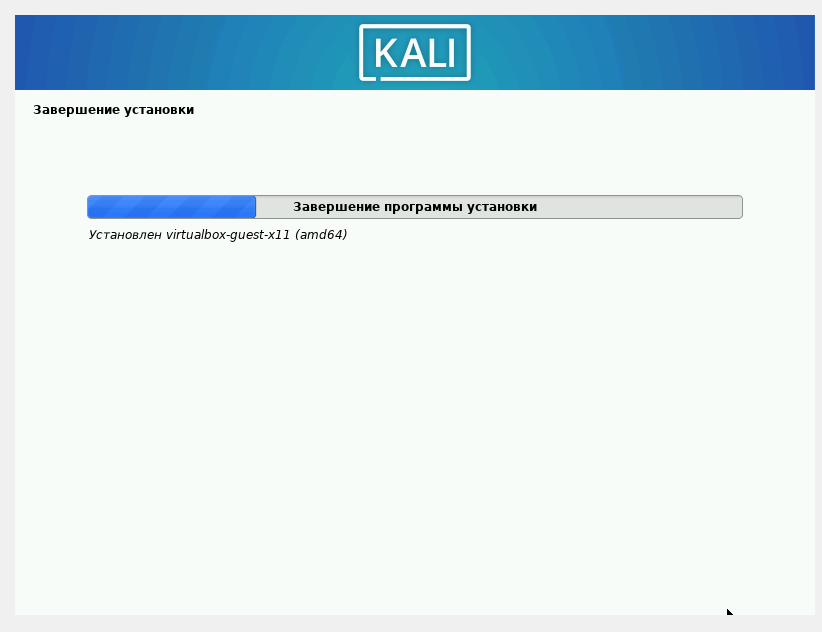 KALI
Завершение установки
Завершение программы установки
Установлен virtualbox-guest-x11 (amd64)